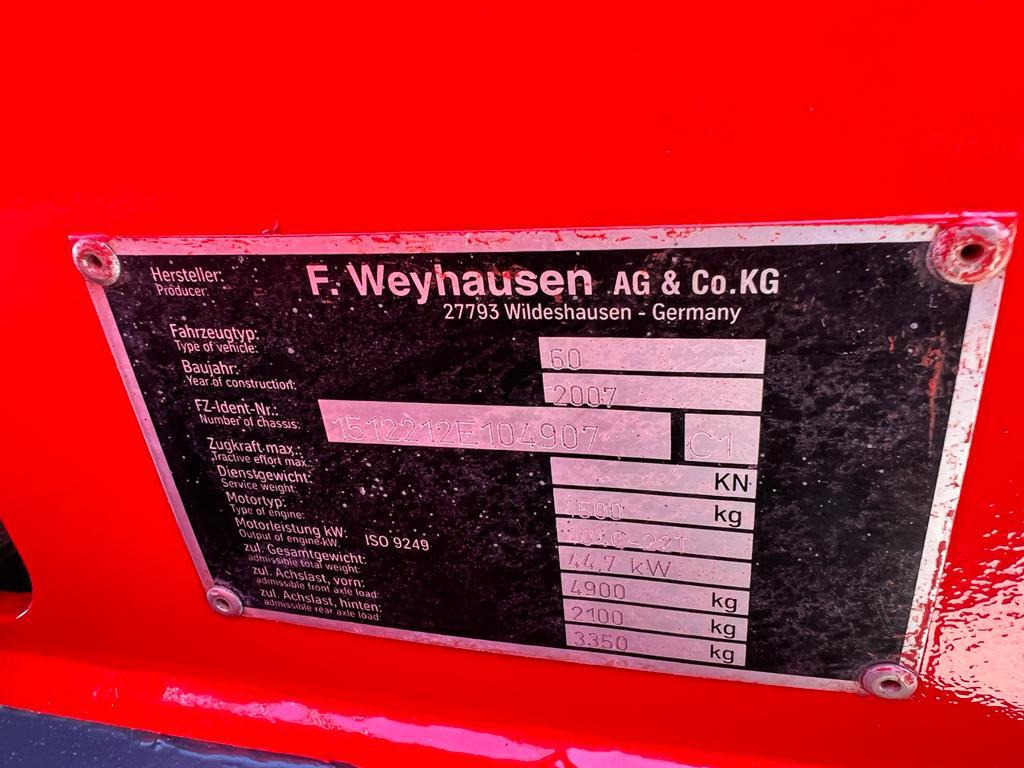 Hersteller: F. Weyhausen AG & Co.KG
Producer: 27793 Wildeshausen - Germany
Fahrzeugtyp: 60
Type of vehicle:
Baujahr: 2007
Year of construction:
FZ-Ident-Nr.: 1512212E104907 C1
Number of chassis:
Zugkraft max.: KN
Tractive effort max.:
Dienstgewicht: 4500 kg
Service weight:
Motortyp: 404C-22T
Type of engine:
Motorleistung kW: ISO 9249 44,7 kW
Output of engine kW:
zul. Gesamtgewicht: 4900 kg
admissible total weight:
zul. Achslast, vorn: 2100 kg
admissible front axle load:
zul. Achslast, hinten: 3350 kg
admissible rear axle load: